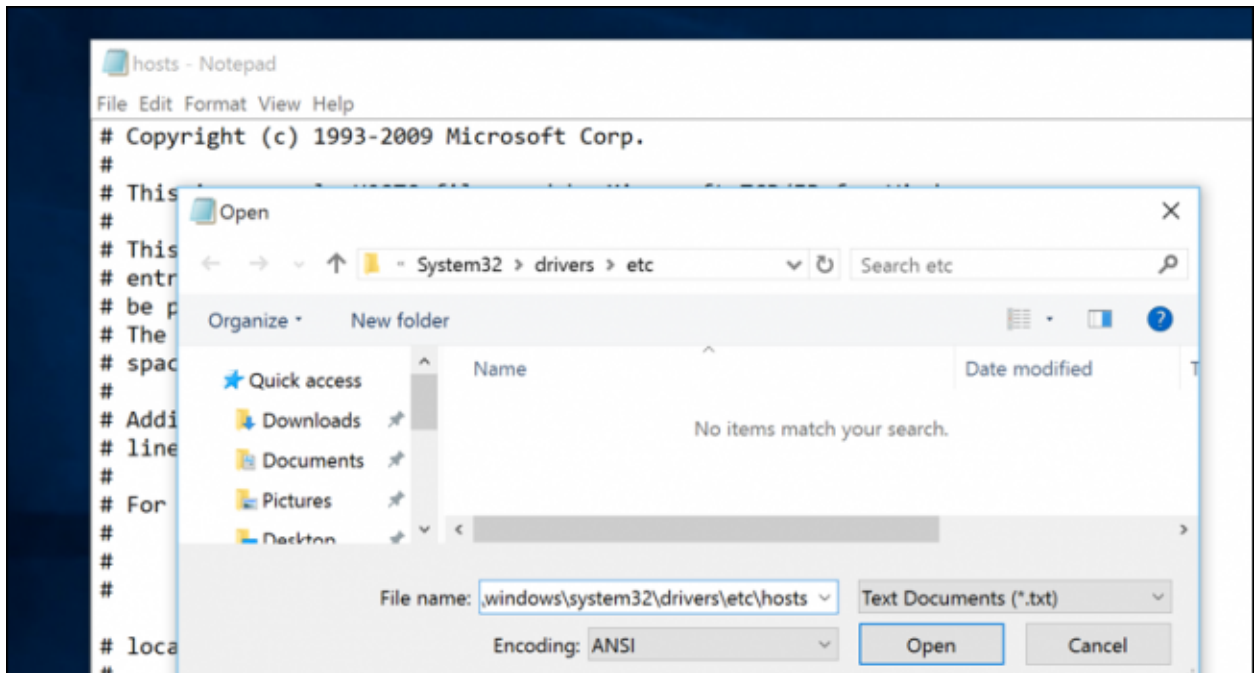 hosts - Notepad
File Edit Format View Help
# Copyright (c) 1993-2009 Microsoft Corp.
#
# This
#
# This
# entr
# be p
# The
# spac
#
# Addi
# line
#
# For
#
#
#
# loca
#
Open
System32 > drivers > etc
Search etc
Organize
New folder
?
Name
Date modified
T
Quick access
Downloads
Documents
Pictures
Desktop
No items match your search.
File name: windows\system32\drivers\etc\hosts
Text Documents (*.txt)
Encoding: ANSI
Open
Cancel